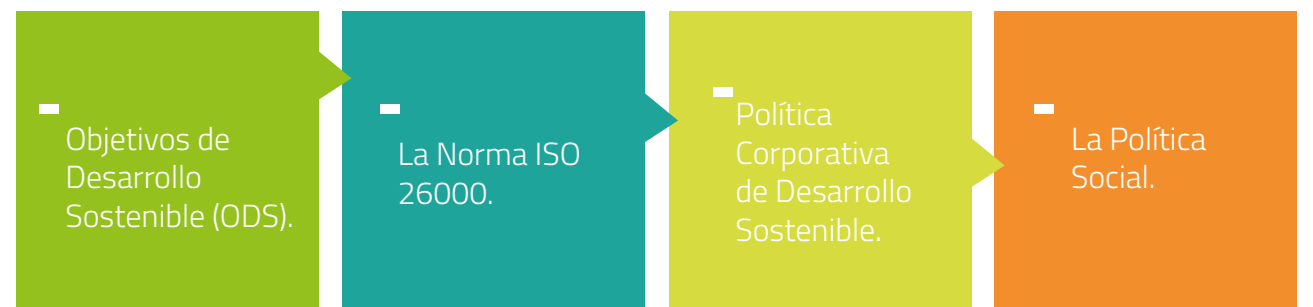 Objetivos de
Desarrollo
Sostenible (ODS).
La Norma ISO
26000.
Política
Corporativa
de Desarrollo
Sostenible.
La Política
Social.